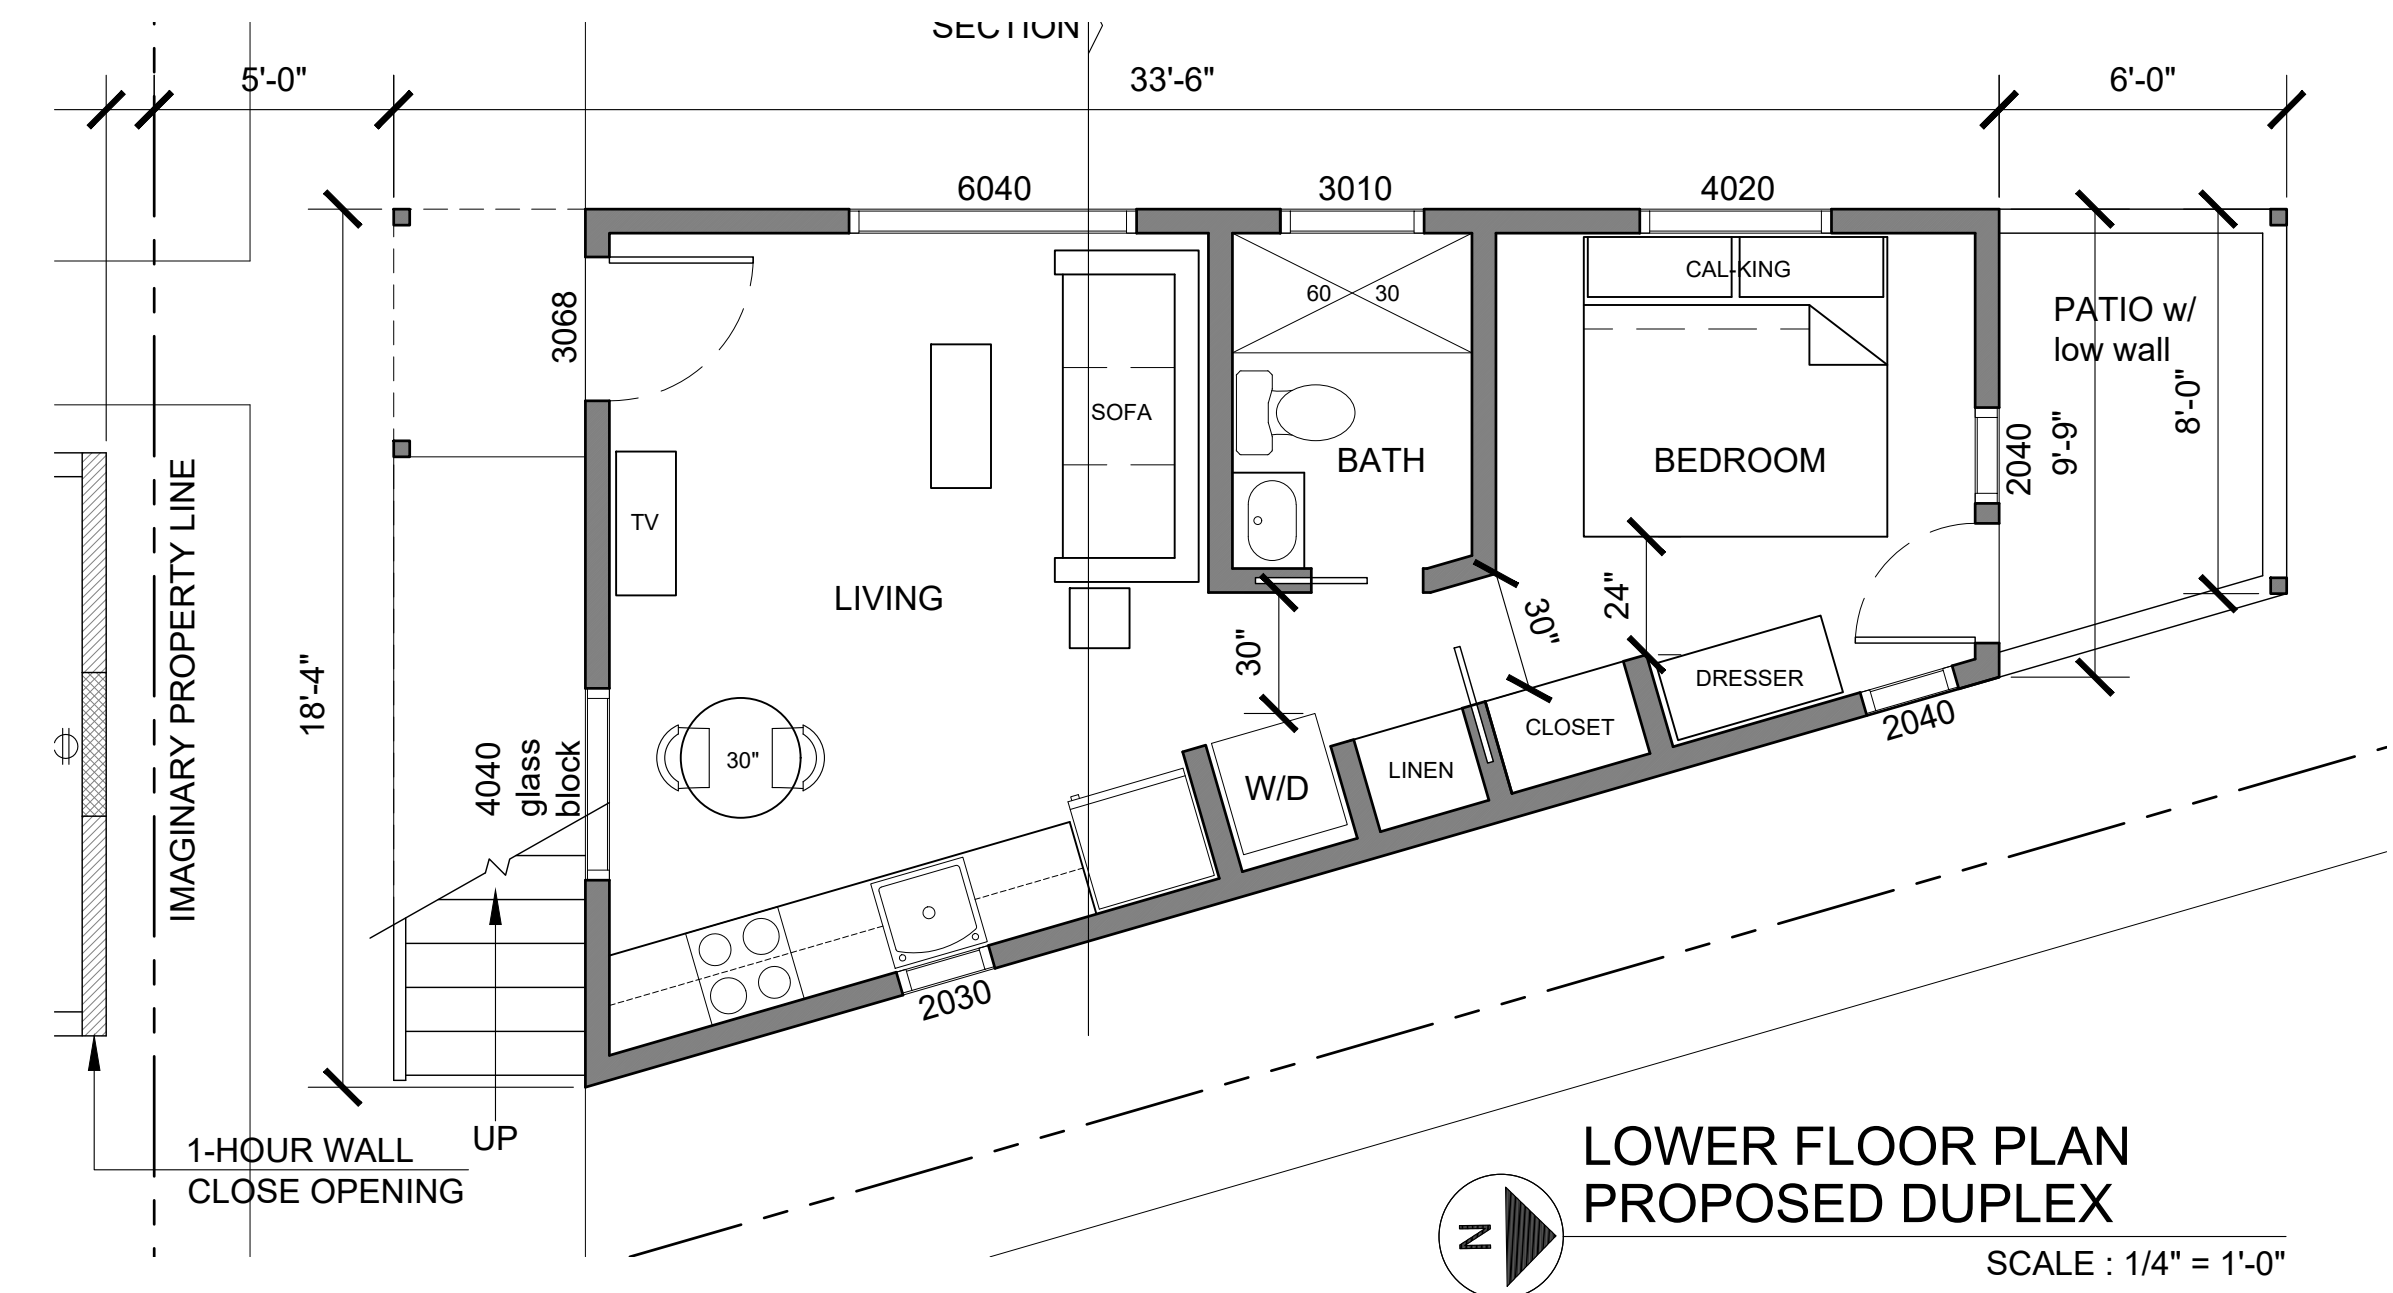 SECTION
5'-0"
33'-6"
6'-0"
6040
3010
4020
CAL-KING
60
30
3068
PATIO w/
low wall
8'-0"
SOFA
2040
9'-9"
BATH
BEDROOM
TV
IMAGINARY PROPERTY LINE
LIVING
30"
30"
24"
18'-4"
DRESSER
2040
CLOSET
LINEN
4040
glass
block
30"
W/D
2030
UP
1-HOUR WALL
CLOSE OPENING
LOWER FLOOR PLAN
PROPOSED DUPLEX
N
SCALE : 1/4" = 1'-0"